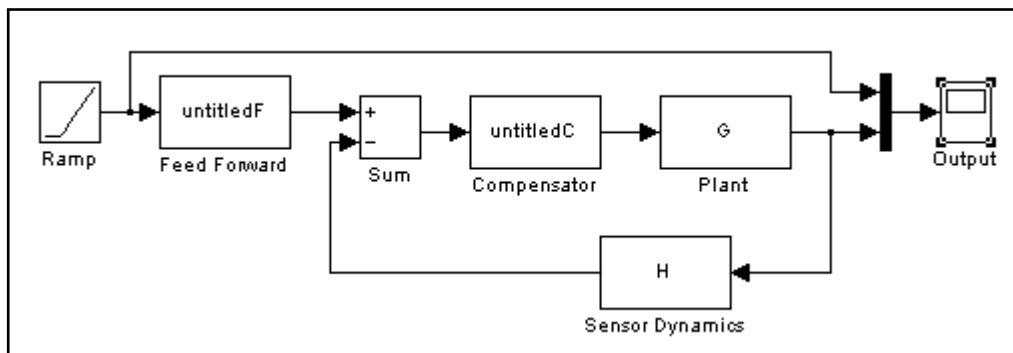 untitledF
+
−
untitledC
G
Ramp
Feed Forward
Sum
Compensator
Plant
Output
H
Sensor Dynamics